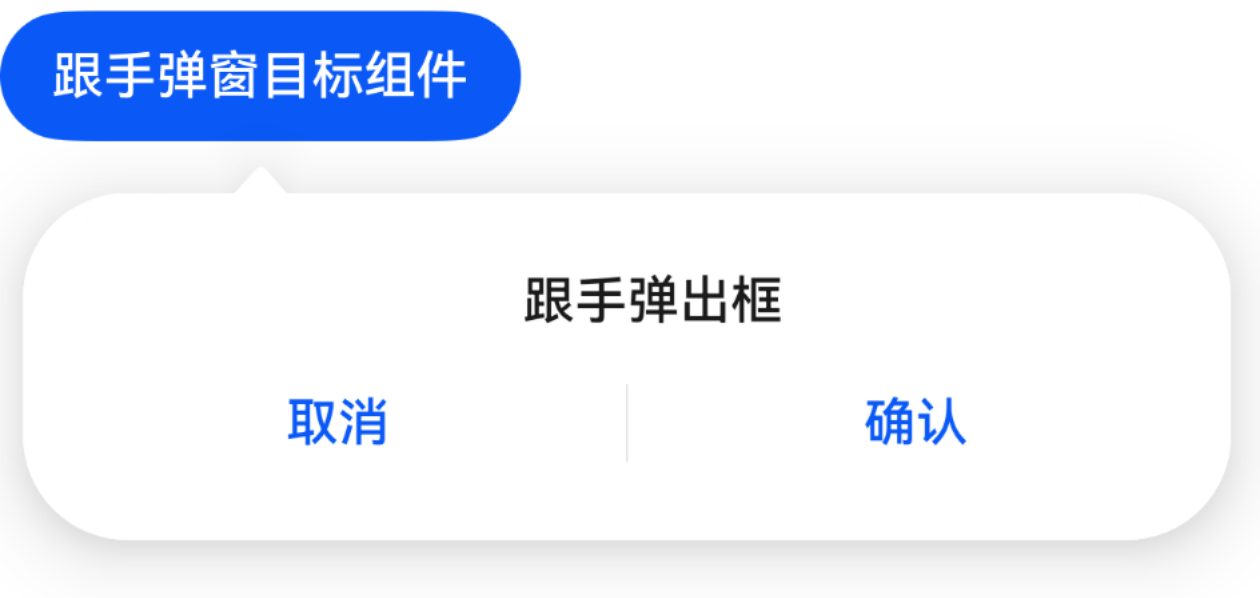 跟手弹窗目标组件
跟手弹出框
取消 确认